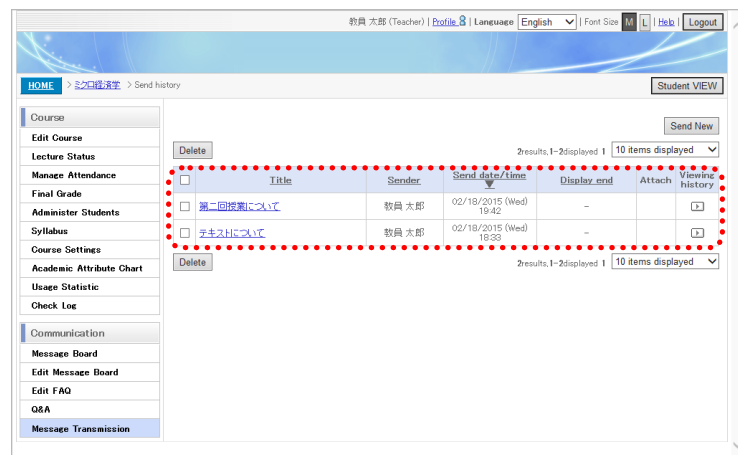 教員 太郎 (Teacher) | Profile | Language English | Font Size M L | Help | Logout
HOME > ミクロ経済学 > Send history
Student VIEW
Course
Edit Course
Lecture Status
Manage Attendance
Final Grade
Administer Students
Syllabus
Course Settings
Academic Attribute Chart
Usage Statistic
Check Log
Communication
Message Board
Edit Message Board
Edit FAQ
Q&A
Message Transmission
Send New
Delete
2results,1-2displayed 1 10 items displayed
Title Sender Send date/time Display end Attach Viewing history
第二回授業について 教員 太郎 02/18/2015 (Wed) 19:42 -
テキストについて 教員 太郎 02/18/2015 (Wed) 18:33 -
Delete
2results,1-2displayed 1 10 items displayed